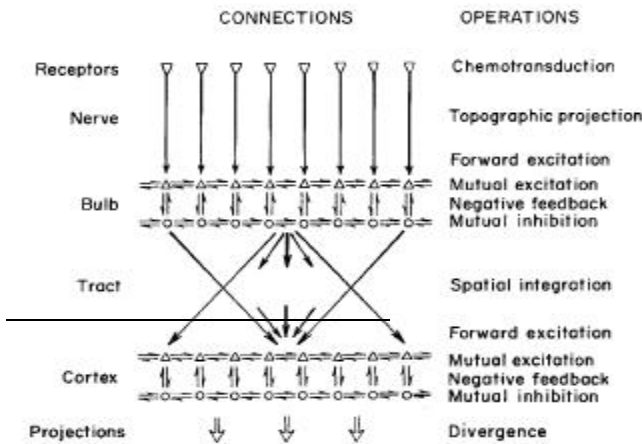 CONNECTIONS OPERATIONS
Receptors Chemotransduction
Nerve Topographic projection
Forward excitation
Mutual excitation
Bulb Negative feedback
Mutual inhibition
Tract Spatial integration
Forward excitation
Mutual excitation
Cortex Negative feedback
Mutual inhibition
Projections Divergence